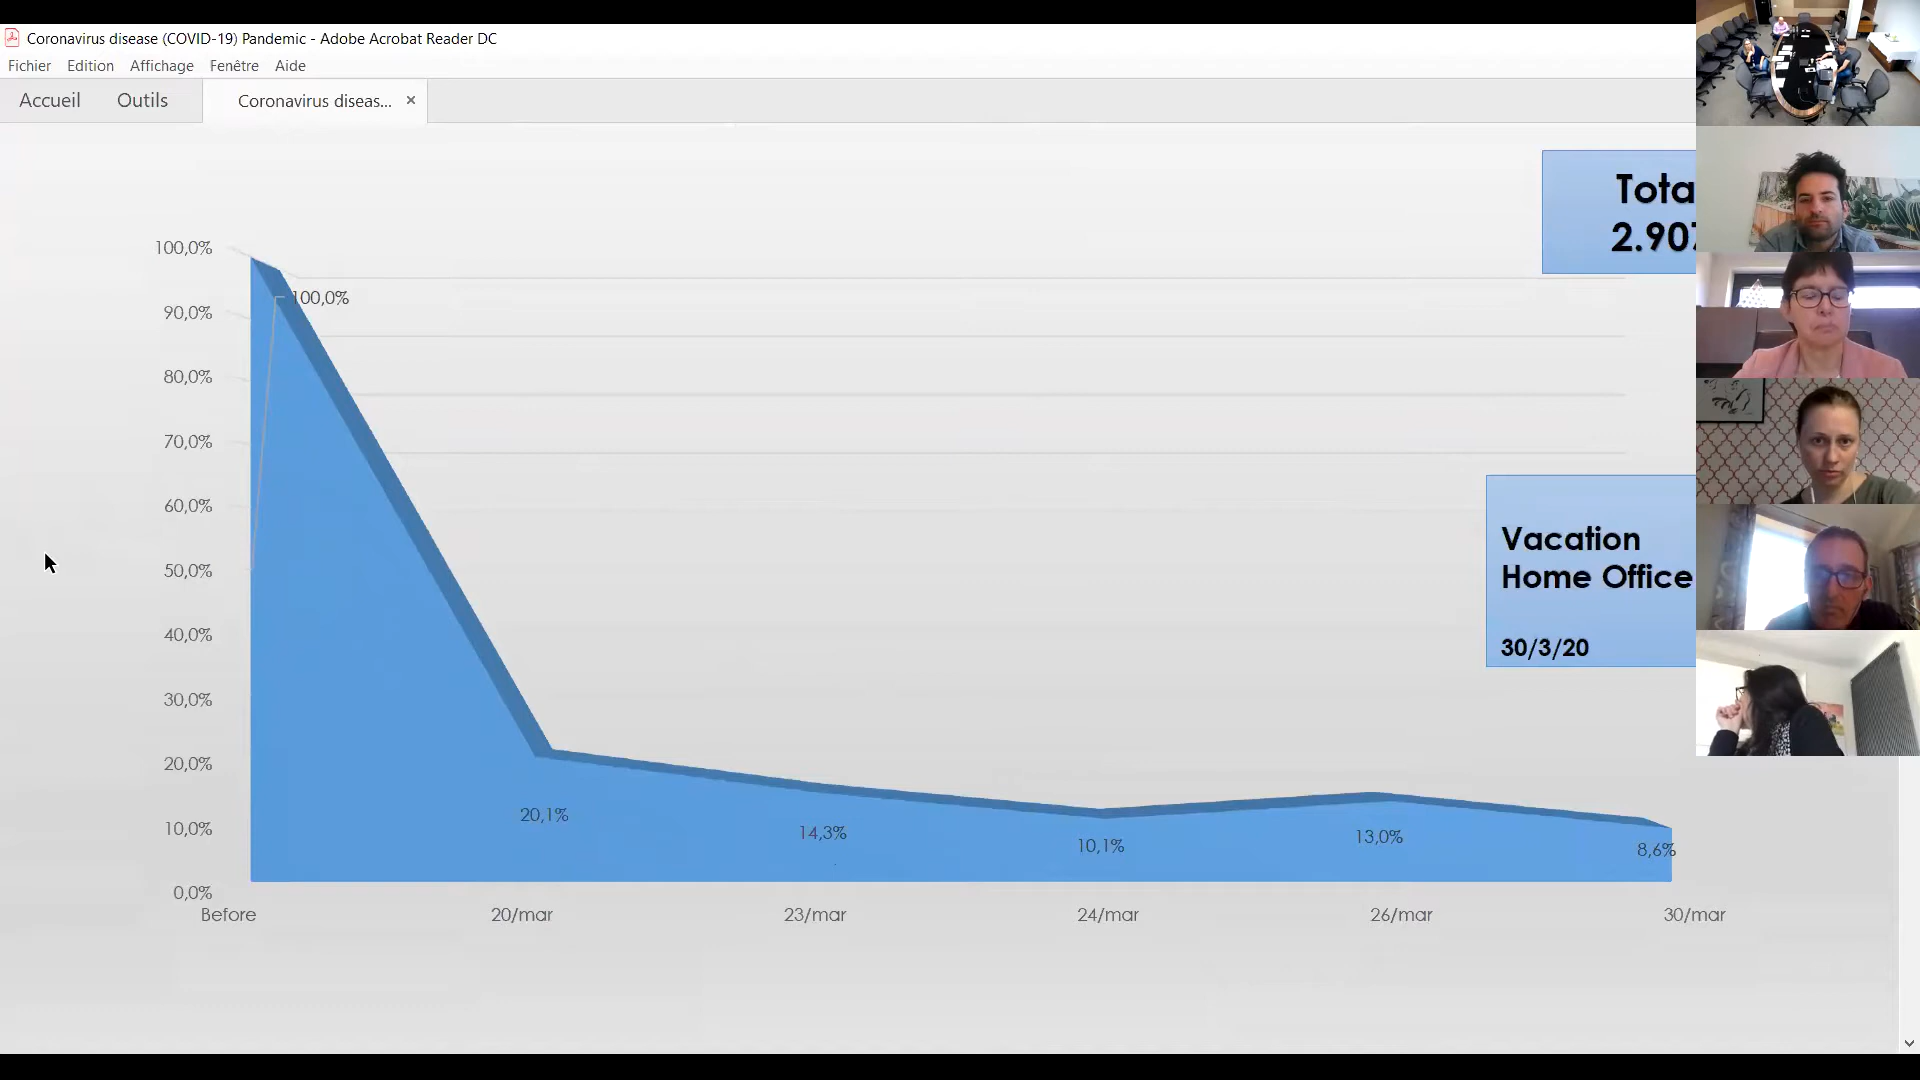 Coronavirus disease (COVID-19) Pandemic - Adobe Acrobat Reader DC
Fichier Edition Affichage Fenêtre Aide
Accueil Outils Coronavirus diseas... ×
Tota
2.907
100,0%
100,0%
90,0%
80,0%
70,0%
60,0%
50,0%
40,0%
30,0%
20,0%
10,0%
0,0%
Vacation
Home Office
30/3/20
20,1%
14,3%
10,1%
13,0%
8,6%
Before 20/mar 23/mar 24/mar 26/mar 30/mar